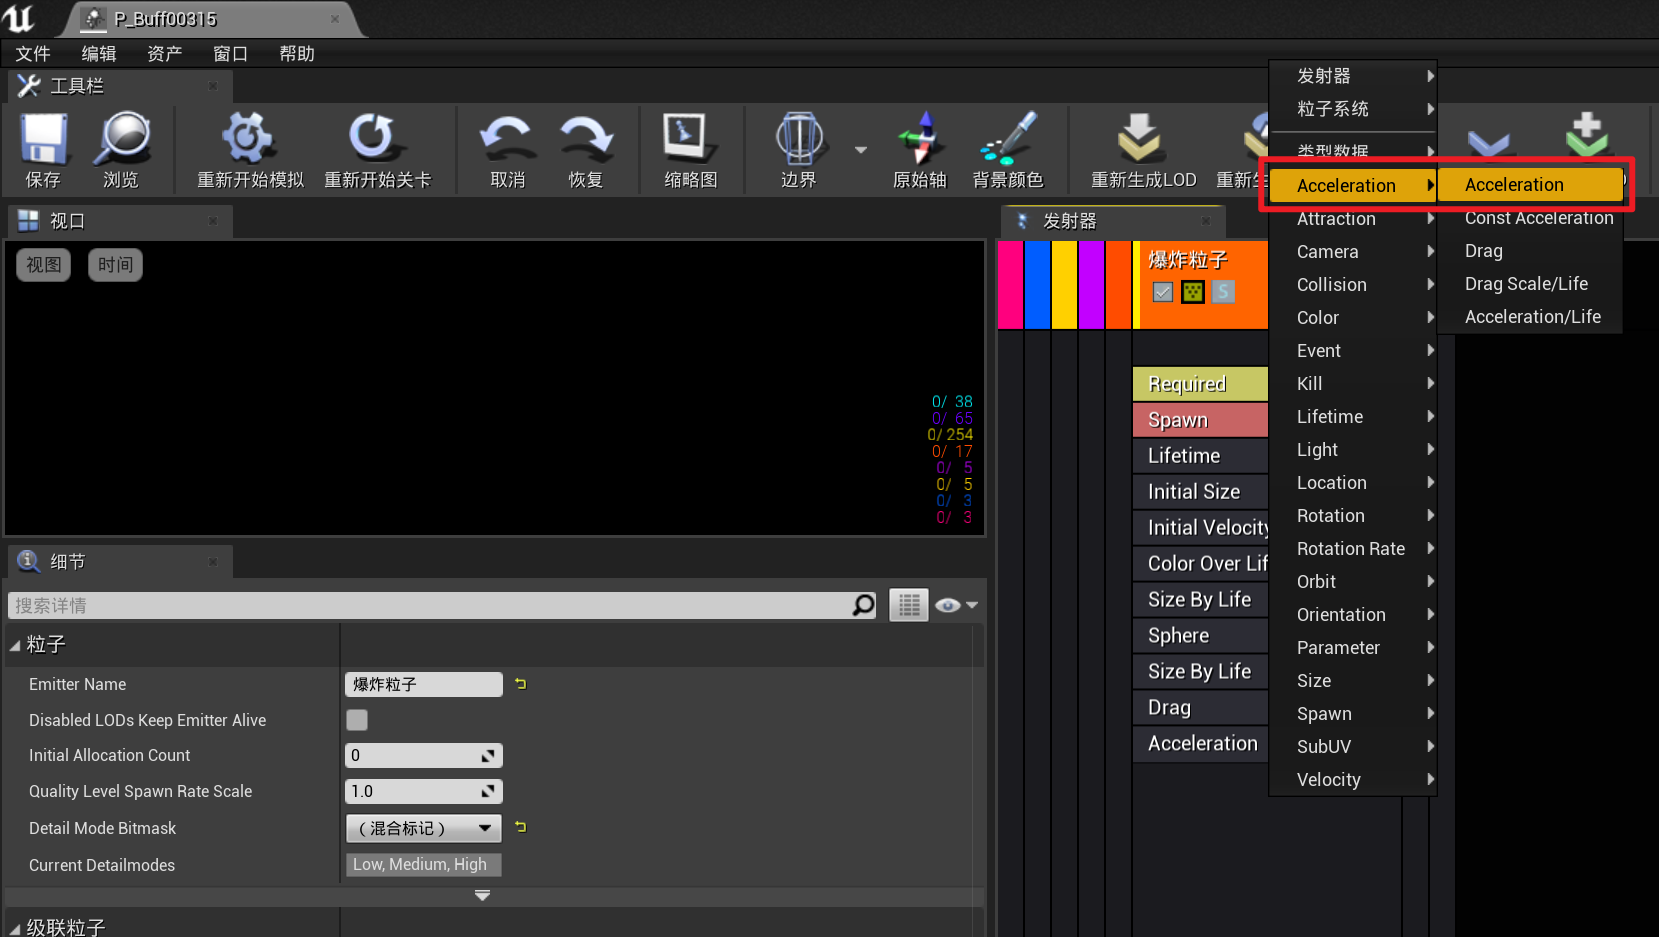 P_Buff00315
文件 编辑 资产 窗口 帮助
工具栏
保存 浏览 重新开始模拟 重新开始关卡 取消 恢复 缩略图 边界 原始轴 背景颜色 重新生成LOD 重新生
视口
视图 时间
0/ 38
0/ 65
0/ 254
0/ 17
0/ 5
0/ 5
0/ 3
0/ 3
细节
搜索详情
粒子
Emitter Name 爆炸粒子
Disabled LODs Keep Emitter Alive
Initial Allocation Count 0
Quality Level Spawn Rate Scale 1.0
Detail Mode Bitmask （混合标记）
Current Detailmodes Low, Medium, High
级联粒子
发射器
爆炸粒子
S
Required
Spawn
Lifetime
Initial Size
Initial Velocity
Color Over Lif
Size By Life
Sphere
Size By Life
Drag
Acceleration
发射器
粒子系统
类型数据
Acceleration
Attraction
Camera
Collision
Color
Event
Kill
Lifetime
Light
Location
Rotation
Rotation Rate
Orbit
Orientation
Parameter
Size
Spawn
SubUV
Velocity
Acceleration
Const Acceleration
Drag
Drag Scale/Life
Acceleration/Life